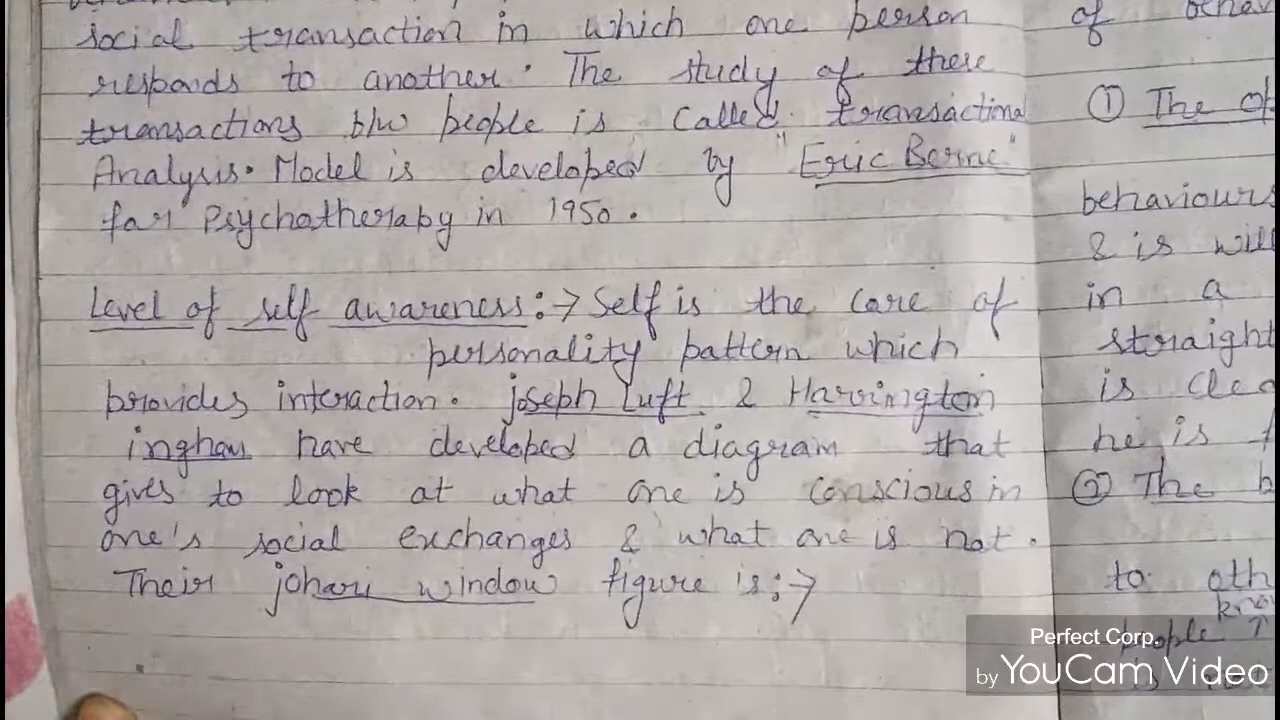 social transaction in which one person
responds to another. The study of these
transactions b/w people is called transactional
Analysis. Model is developed by "Eric Berne"
for Psychotherapy in 1950.
Level of self awareness :→ Self is the core of
personality pattern which
provides interaction. joseph Luft & Harrington
ingham have developed a diagram that
gives to look at what one is conscious in
one's social exchanges & what one is not.
Their johari window figure is :→
of
① The
behaviours
& is
in a
straight
is
he is
② The
to
people
is
Perfect Corp.
by YouCam Video